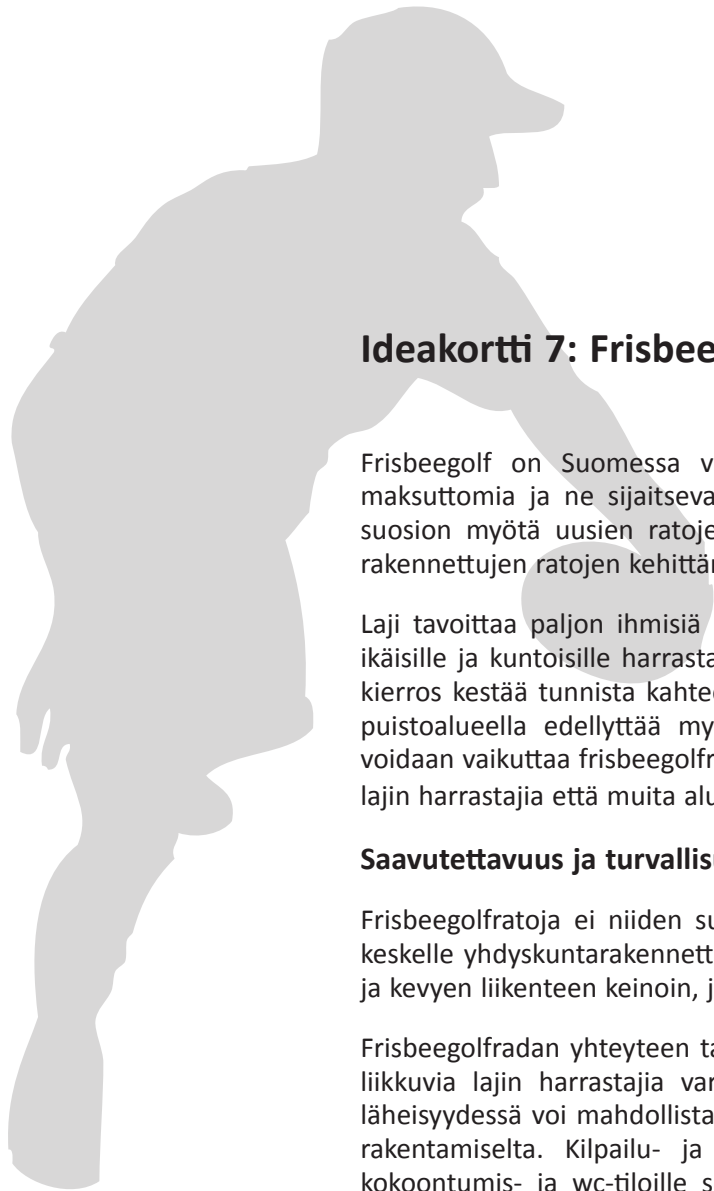 Ideakortti 7: Frisbee
Frisbeegolf on Suomessa v
maksuttomia ja ne sijaitseva
suosion myötä uusien ratoje
rakennettujen ratojen kehittä
Laji tavoittaa paljon ihmisiä
ikäisille ja kuntoisille harrasta
kierros kestää tunnista kahtee
puistoalueella edellyttää my
voidaan vaikuttaa frisbeegolfr
lajin harrastajia että muita alu
Saavutettavuus ja turvallis
Frisbeegolfratoja ei niiden su
keskelle yhdyskuntarakennett
ja kevyen liikenteen keinoin, j
Frisbeegolfradan yhteyteen ta
liikkuvia lajin harrastajia var
läheisyydessä voi mahdollista
rakentamiselta. Kilpailu- ja
kokoontumis- ja wc-tiloille s